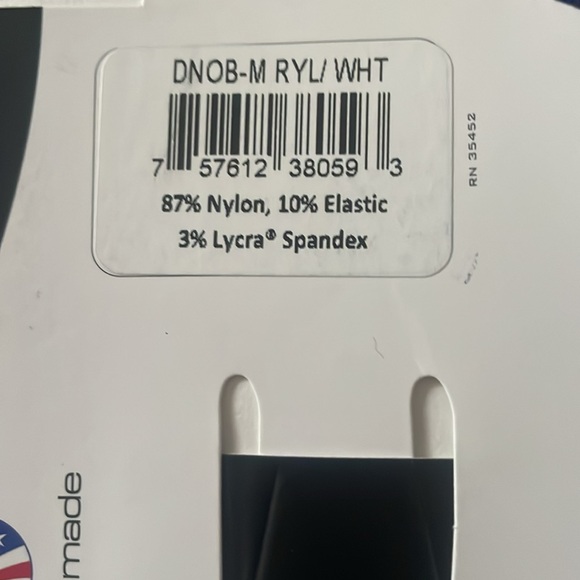 DNOB-M RYL/ WHT
7 57612 38059 3
87% Nylon, 10% Elastic
3% Lycra® Spandex
RN 35452
made